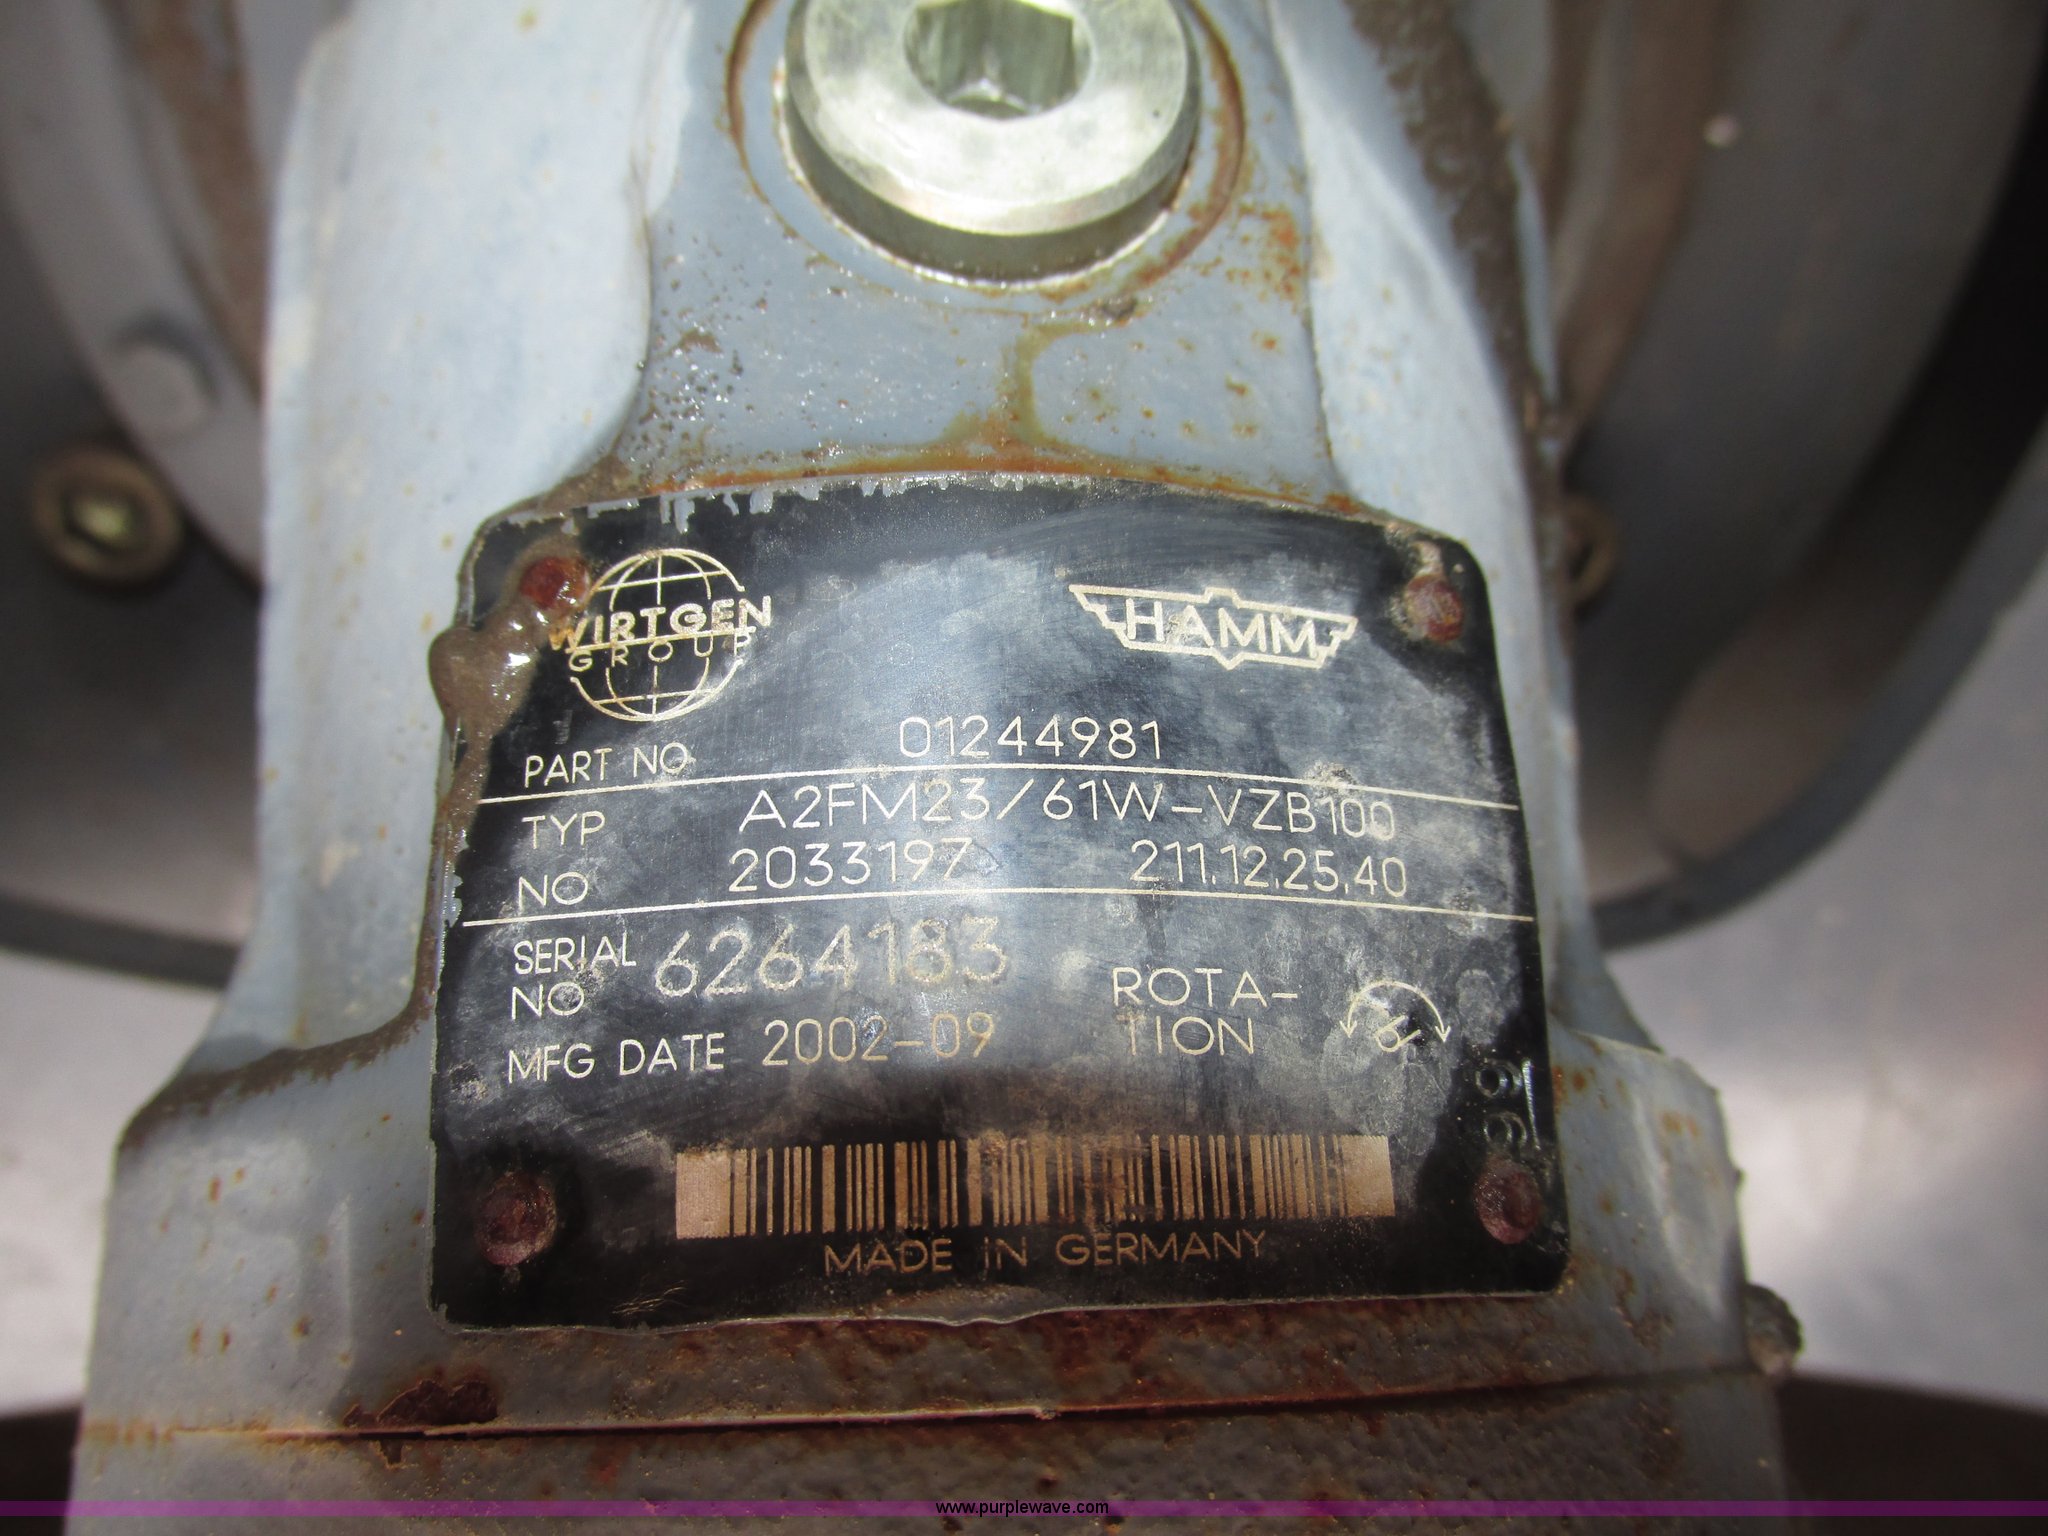 WIRTGEN
GROUP
HAMM
PART NO 01244981
TYP A2FM23/61W-VZB100
NO 2033197 211.12.25.40
SERIAL NO 6264183
MFG DATE 2002-09
ROTA-
TION
99
MADE IN GERMANY
www.purplewave.com